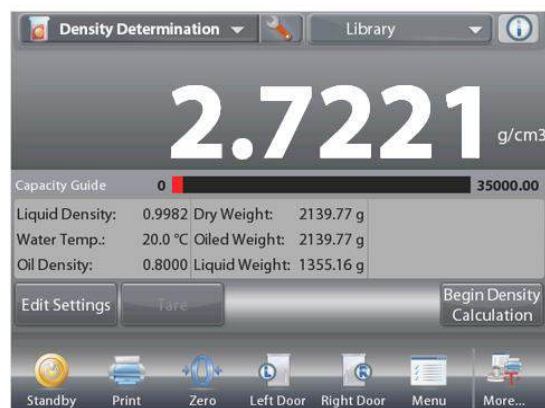 Density Determination Library
2.7221 g/cm3
Capacity Guide 0 35000.00
Liquid Density: 0.9982 Dry Weight: 2139.77 g
Water Temp.: 20.0 °C Oiled Weight: 2139.77 g
Oil Density: 0.8000 Liquid Weight: 1355.16 g
Edit Settings Tare Begin Density
Calculation
L R
Standby Print Zero Left Door Right Door Menu More...